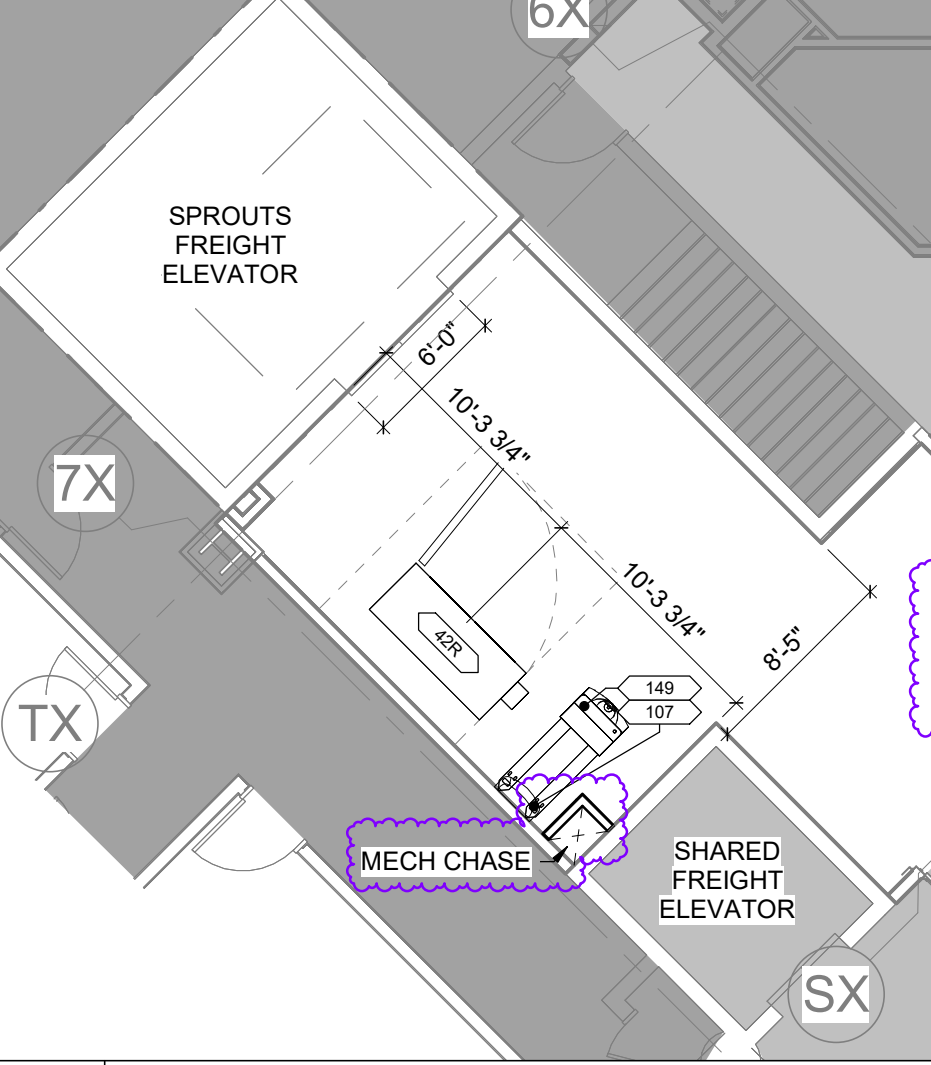 6X
SPROUTS
FREIGHT
ELEVATOR
6'-0"
10'-3 3/4"
7X
10'-3 3/4"
42R
8'-5"
149
107
TX
MECH CHASE
SHARED
FREIGHT
ELEVATOR
SX